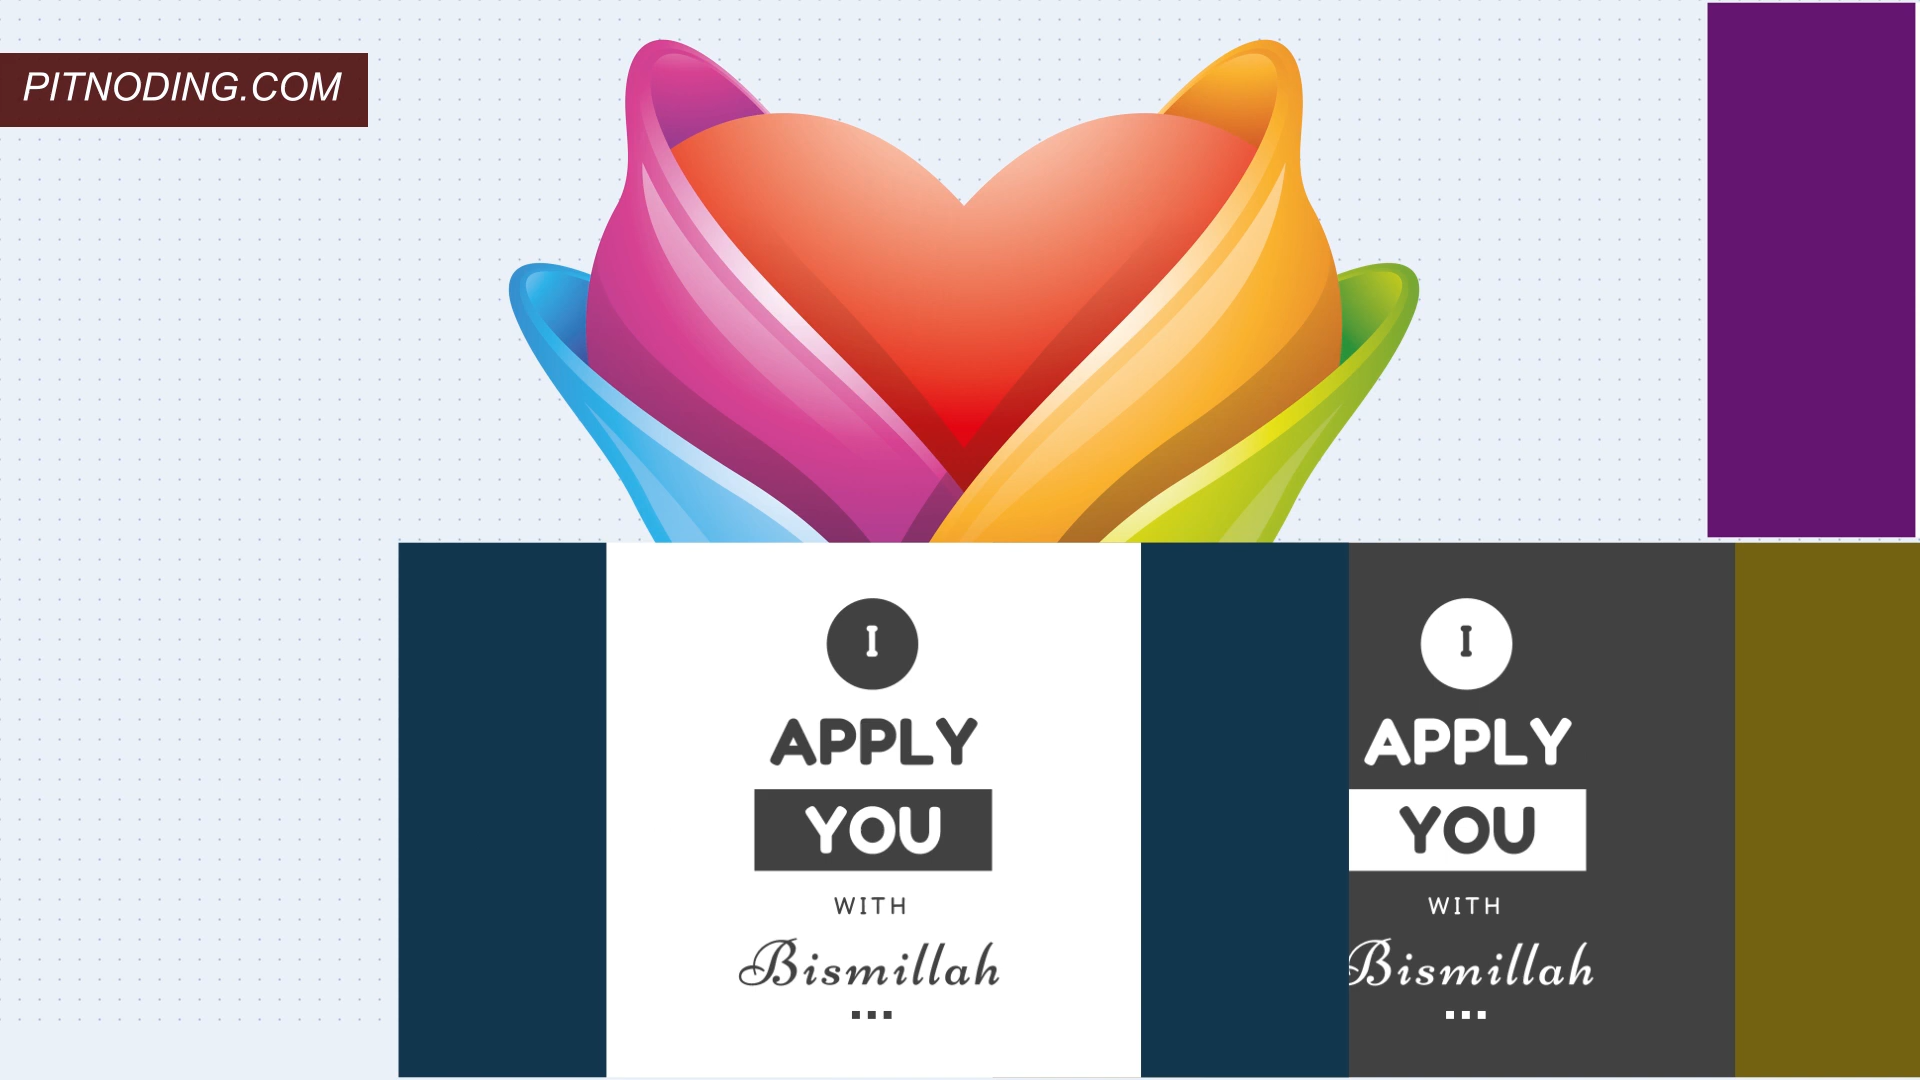 PITNODING.COM
I
APPLY
YOU
WITH
Bismillah
I
APPLY
YOU
WITH
Bismillah